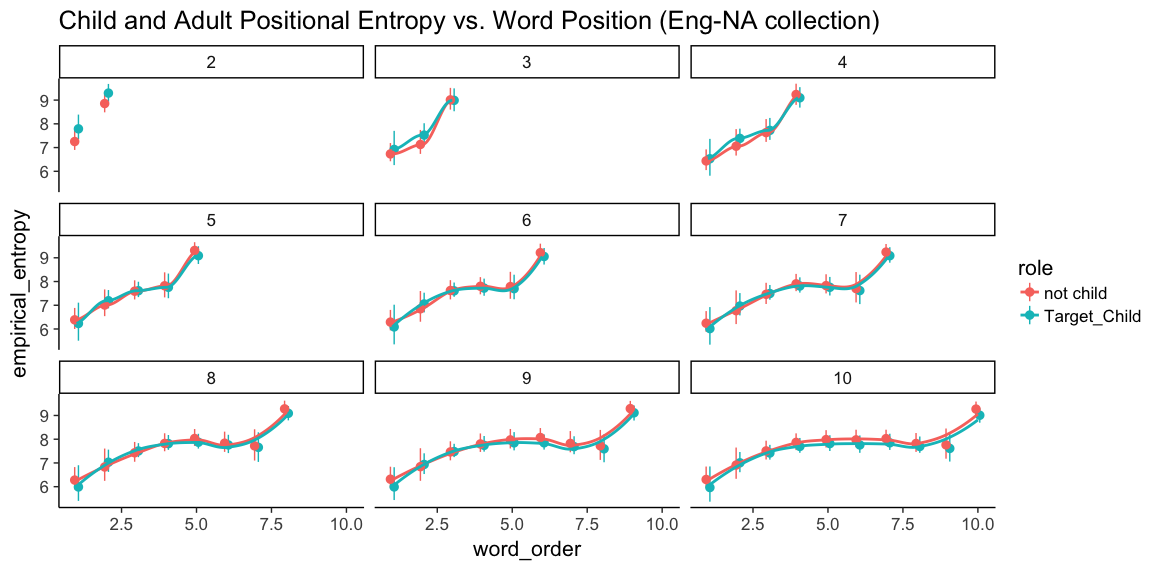 Child and Adult Positional Entropy vs. Word Position (Eng-NA collection)
2 3 4
9
8
7
6
5 6 7
9
8
7
6
8 9 10
9
8
7
6
2.5 5.0 7.5 10.0 2.5 5.0 7.5 10.0 2.5 5.0 7.5 10.0
word_order
empirical_entropy
role
not child
Target_Child